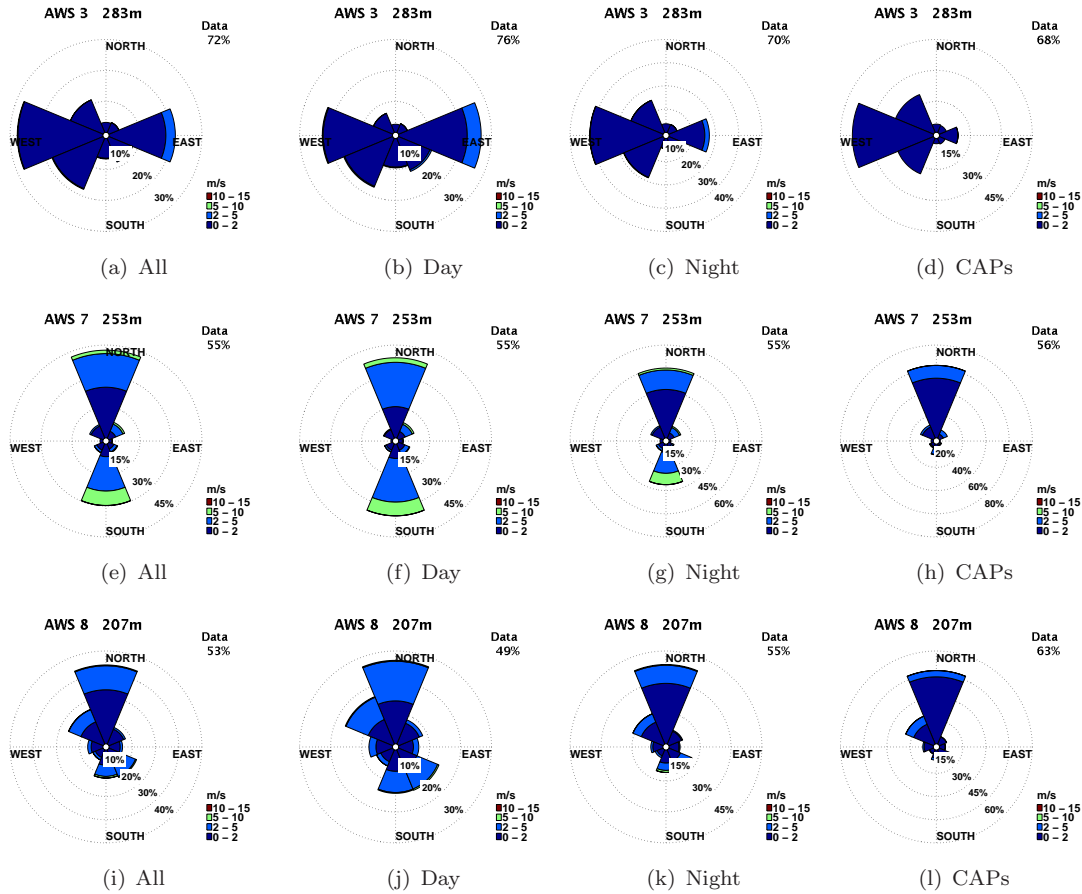 AWS 3 283m
Data
72%
NORTH
WEST
EAST
SOUTH
10%
20%
30%
m/s
10 – 15
5 – 10
2 – 5
0 – 2
(a) All
AWS 3 283m
Data
76%
NORTH
WEST
EAST
SOUTH
10%
20%
30%
m/s
10 – 15
5 – 10
2 – 5
0 – 2
(b) Day
AWS 3 283m
Data
70%
NORTH
WEST
EAST
SOUTH
10%
20%
30%
40%
m/s
10 – 15
5 – 10
2 – 5
0 – 2
(c) Night
AWS 3 283m
Data
68%
NORTH
WEST
EAST
SOUTH
15%
30%
45%
m/s
10 – 15
5 – 10
2 – 5
0 – 2
(d) CAPs
AWS 7 253m
Data
55%
NORTH
WEST
EAST
SOUTH
15%
30%
45%
m/s
10 – 15
5 – 10
2 – 5
0 – 2
(e) All
AWS 7 253m
Data
55%
NORTH
WEST
EAST
SOUTH
15%
30%
45%
m/s
10 – 15
5 – 10
2 – 5
0 – 2
(f) Day
AWS 7 253m
Data
55%
NORTH
WEST
EAST
SOUTH
15%
30%
45%
60%
m/s
10 – 15
5 – 10
2 – 5
0 – 2
(g) Night
AWS 7 253m
Data
56%
NORTH
WEST
EAST
SOUTH
20%
40%
60%
80%
m/s
10 – 15
5 – 10
2 – 5
0 – 2
(h) CAPs
AWS 8 207m
Data
53%
NORTH
WEST
EAST
SOUTH
10%
20%
30%
40%
m/s
10 – 15
5 – 10
2 – 5
0 – 2
(i) All
AWS 8 207m
Data
49%
NORTH
WEST
EAST
SOUTH
10%
20%
30%
m/s
10 – 15
5 – 10
2 – 5
0 – 2
(j) Day
AWS 8 207m
Data
55%
NORTH
WEST
EAST
SOUTH
15%
30%
45%
m/s
10 – 15
5 – 10
2 – 5
0 – 2
(k) Night
AWS 8 207m
Data
63%
NORTH
WEST
EAST
SOUTH
15%
30%
45%
60%
m/s
10 – 15
5 – 10
2 – 5
0 – 2
(l) CAPs